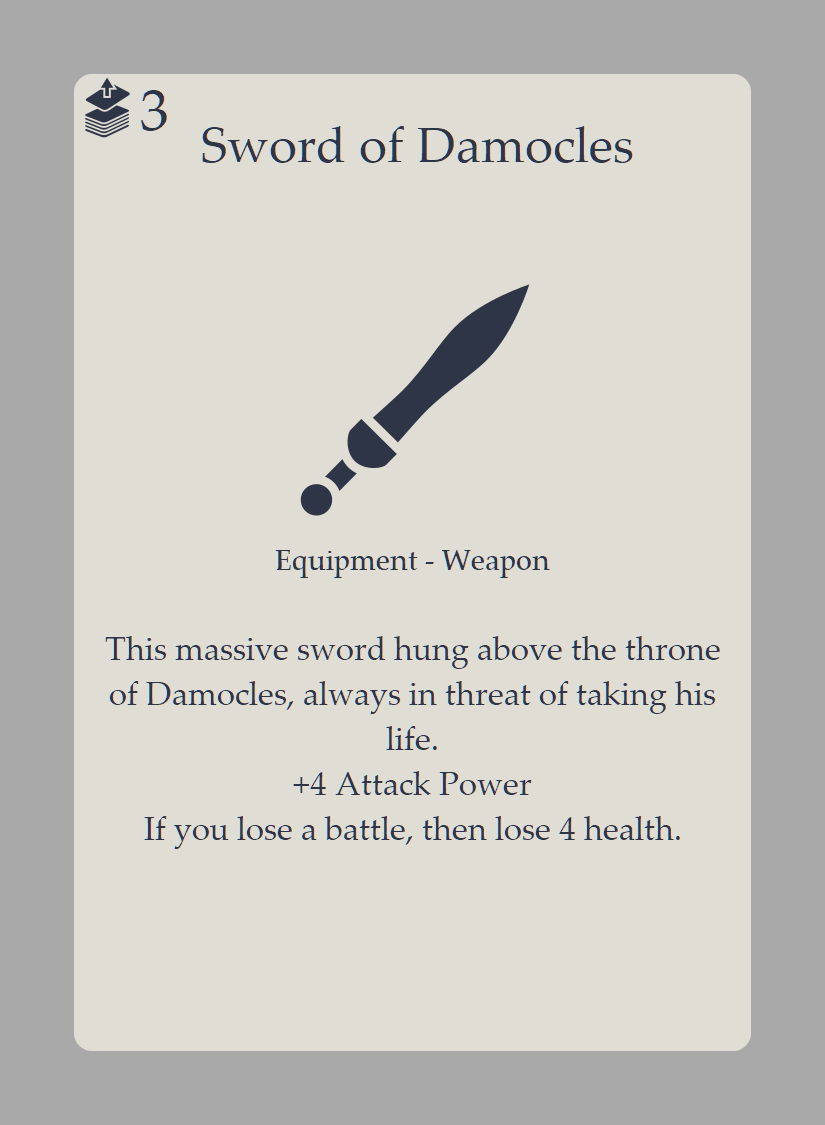 3
Sword of Damocles
Equipment - Weapon
This massive sword hung above the throne
of Damocles, always in threat of taking his
life.
+4 Attack Power
If you lose a battle, then lose 4 health.